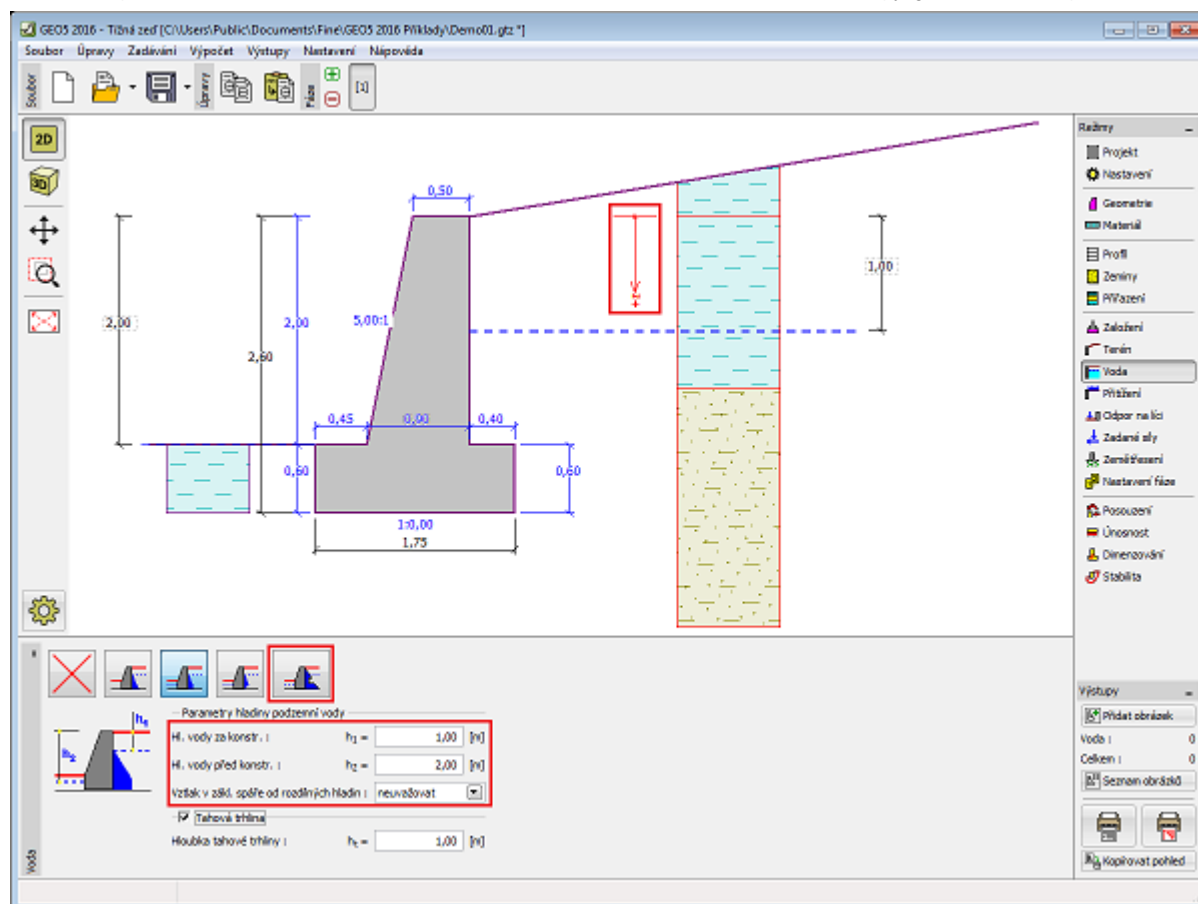 GEO5 2016 - Tížná zeď [C:\Users\Public\Documents\Fine\GEO5 2016 Příklady\Demo01.gtz *]
Soubor Úpravy Zadávání Výpočet Výstupy Nastavení Nápověda
Soubor
Úpravy
Fáze
[1]
2D
3D
0,50
2,00
2,60
2,00
5,00:1
+z
1,00
0,45
0,90
0,40
0,60
0,60
1:0,00
1,75
Režimy
Projekt
Nastavení
Geometrie
Materiál
Profil
Zeminy
Přiřazení
Založení
Terén
Voda
Přitížení
Odpor na líci
Zadané síly
Zemětřesení
Nastavení fáze
Posouzení
Únosnost
Dimenzování
Stabilita
Výstupy
Přidat obrázek
Voda : 0
Celkem : 0
Seznam obrázků
Kopírovat pohled
Voda
h1
h2
Parametry hladiny podzemní vody
Hl. vody za konstr. : h1 = 1,00 [m]
Hl. vody před konstr. : h2 = 2,00 [m]
Vztlak v zákl. spáře od rozdílných hladin : neuvažovat
Tahová trhlina
Hloubka tahové trhliny : ht = 1,00 [m]